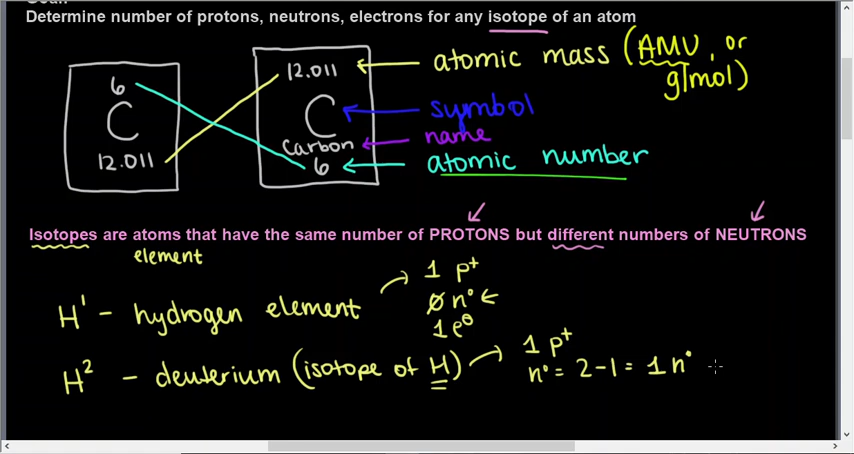 Determine number of protons, neutrons, electrons for any isotope of an atom
6
C
12.011
12.011
C
Carbon
6
atomic mass (AMU, or
g/mol)
symbol
name
atomic number
Isotopes are atoms that have the same number of PROTONS but different numbers of NEUTRONS
element
H¹ - hydrogen element
1 p⁺
0 n°
1 e⊖
H² - deuterium (isotope of H)
1 p⁺
n° = 2-1 = 1 n°